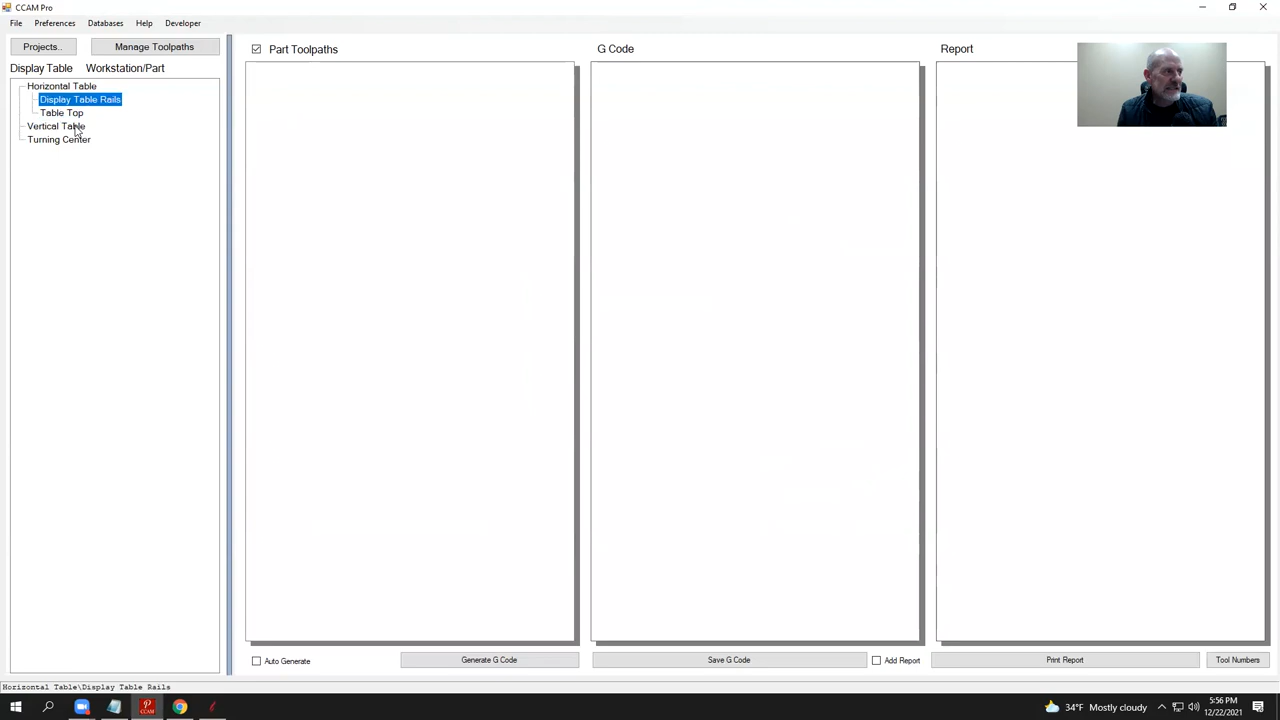 CCAM Pro
File Preferences Databases Help Developer
Projects.. Manage Toolpaths
Display Table Workstation/Part
Horizontal Table
Display Table Rails
Table Top
Vertical Table
Turning Center
Part Toolpaths
G Code
Report
Auto Generate
Generate G Code
Save G Code
Add Report
Print Report
Tool Numbers
Horizontal Table\Display Table Rails
34°F Mostly cloudy
5:56 PM
12/22/2021